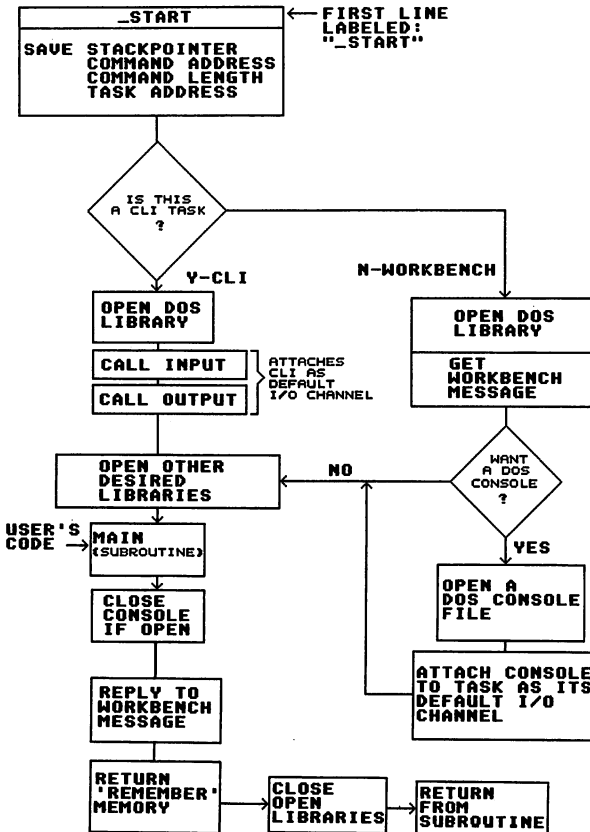 _START
FIRST LINE
LABELED:
"_START"
SAVE STACKPOINTER
COMMAND ADDRESS
COMMAND LENGTH
TASK ADDRESS
IS THIS
A CLI TASK
?
Y-CLI
N-WORKBENCH
OPEN DOS
LIBRARY
CALL INPUT
CALL OUTPUT
ATTACHES
CLI AS
DEFAULT
I/O CHANNEL
OPEN DOS
LIBRARY
GET
WORKBENCH
MESSAGE
WANT
A DOS
CONSOLE
?
NO
YES
OPEN OTHER
DESIRED
LIBRARIES
USER'S
CODE
MAIN
(SUBROUTINE)
OPEN A
DOS CONSOLE
FILE
CLOSE
CONSOLE
IF OPEN
ATTACH CONSOLE
TO TASK AS ITS
DEFAULT I/O
CHANNEL
REPLY TO
WORKBENCH
MESSAGE
RETURN
'REMEMBER'
MEMORY
CLOSE
OPEN
LIBRARIES
RETURN
FROM
SUBROUTINE